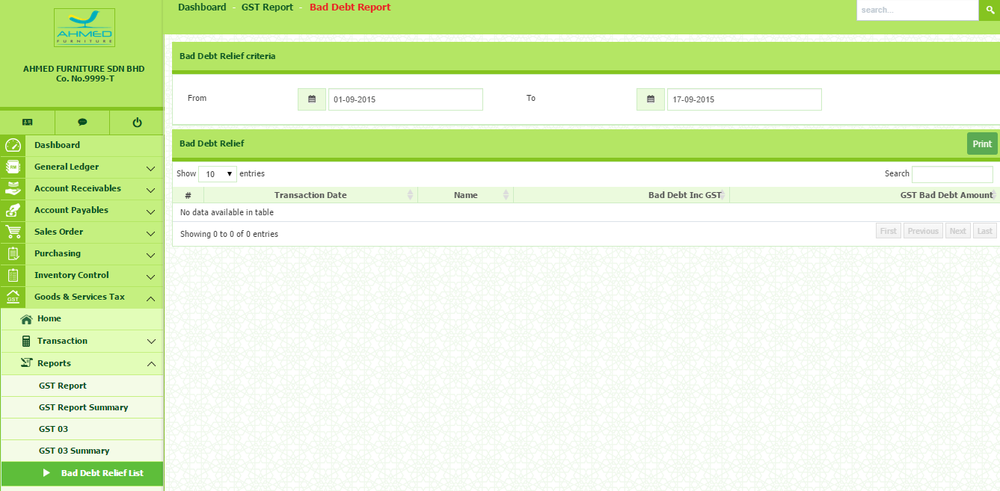 Dashboard - GST Report - Bad Debt Report
search...
AHMED
FURNITURE
AHMED FURNITURE SDN BHD
Co. No.9999-T
Dashboard
RM
General Ledger
Account Receivables
Account Payables
Sales Order
Purchasing
Inventory Control
GST
Goods & Services Tax
Home
Transaction
Reports
GST Report
GST Report Summary
GST 03
GST 03 Summary
Bad Debt Relief List
Bad Debt Relief criteria
From 01-09-2015 To 17-09-2015
Bad Debt Relief Print
Show 10 entries Search
# Transaction Date Name Bad Debt Inc GST GST Bad Debt Amount
No data available in table
Showing 0 to 0 of 0 entries First Previous Next Last